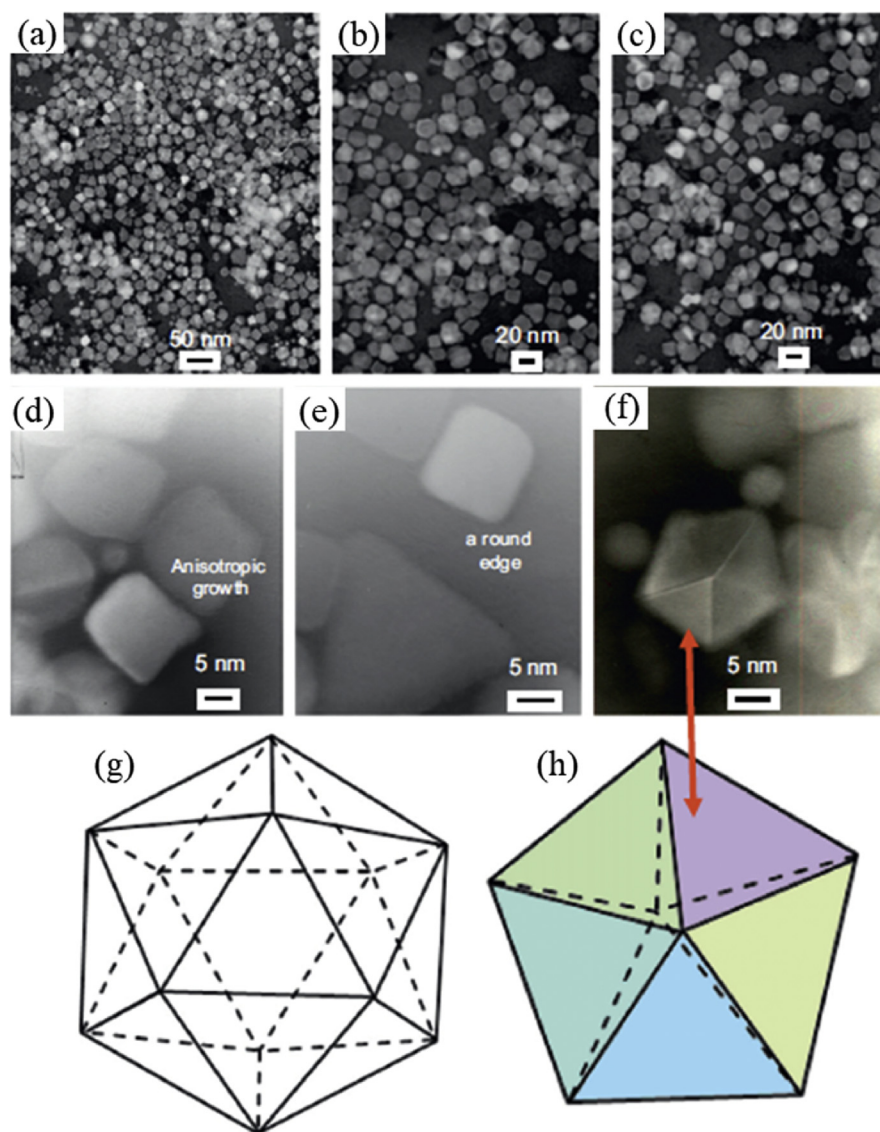 (a)
(b)
(c)
50 nm
20 nm
20 nm
(d)
(e)
(f)
Anisotropic
growth
a round
edge
5 nm
5 nm
5 nm
(g)
(h)